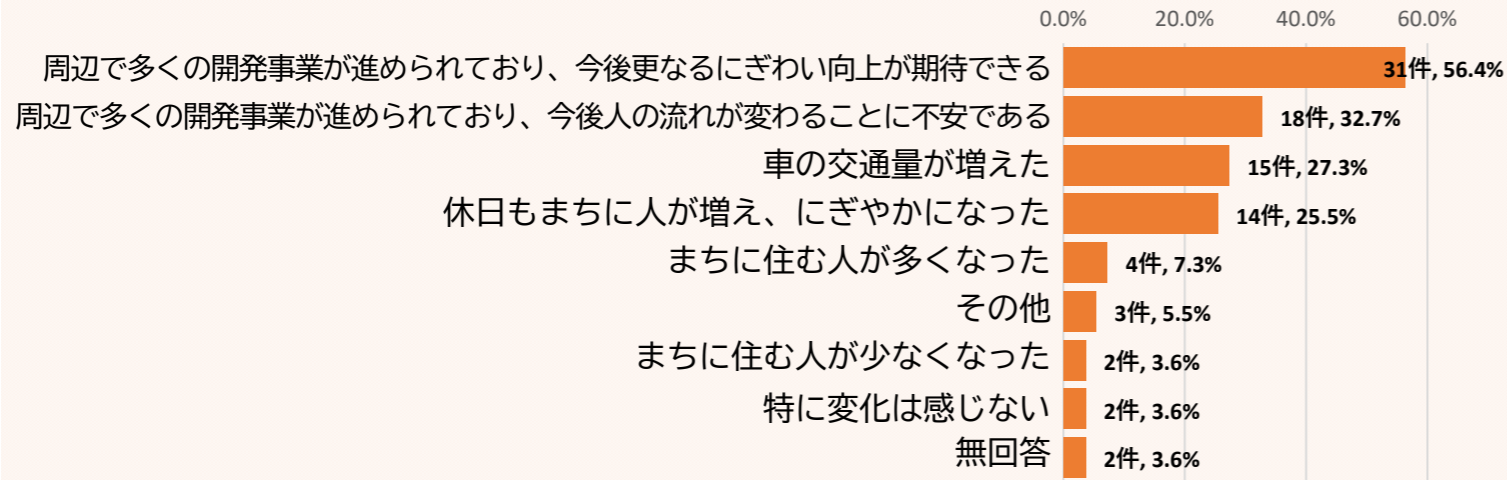 0.0% 20.0% 40.0% 60.0%
周辺で多くの開発事業が進められており、今後更なるにぎわい向上が期待できる 31件, 56.4%
周辺で多くの開発事業が進められており、今後人の流れが変わることに不安である 18件, 32.7%
車の交通量が増えた 15件, 27.3%
休日もまちに人が増え、にぎやかになった 14件, 25.5%
まちに住む人が多くなった 4件, 7.3%
その他 3件, 5.5%
まちに住む人が少なくなった 2件, 3.6%
特に変化は感じない 2件, 3.6%
無回答 2件, 3.6%